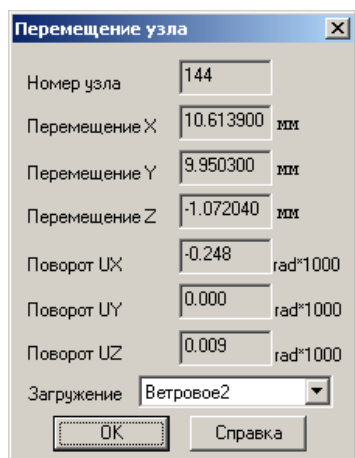 Перемещение узла
Номер узла 144
Перемещение X 10.613900 мм
Перемещение Y 9.950300 мм
Перемещение Z -1.072040 мм
Поворот UX -0.248 rad*1000
Поворот UY 0.000 rad*1000
Поворот UZ 0.009 rad*1000
Загружение Ветровое2
OK Справка